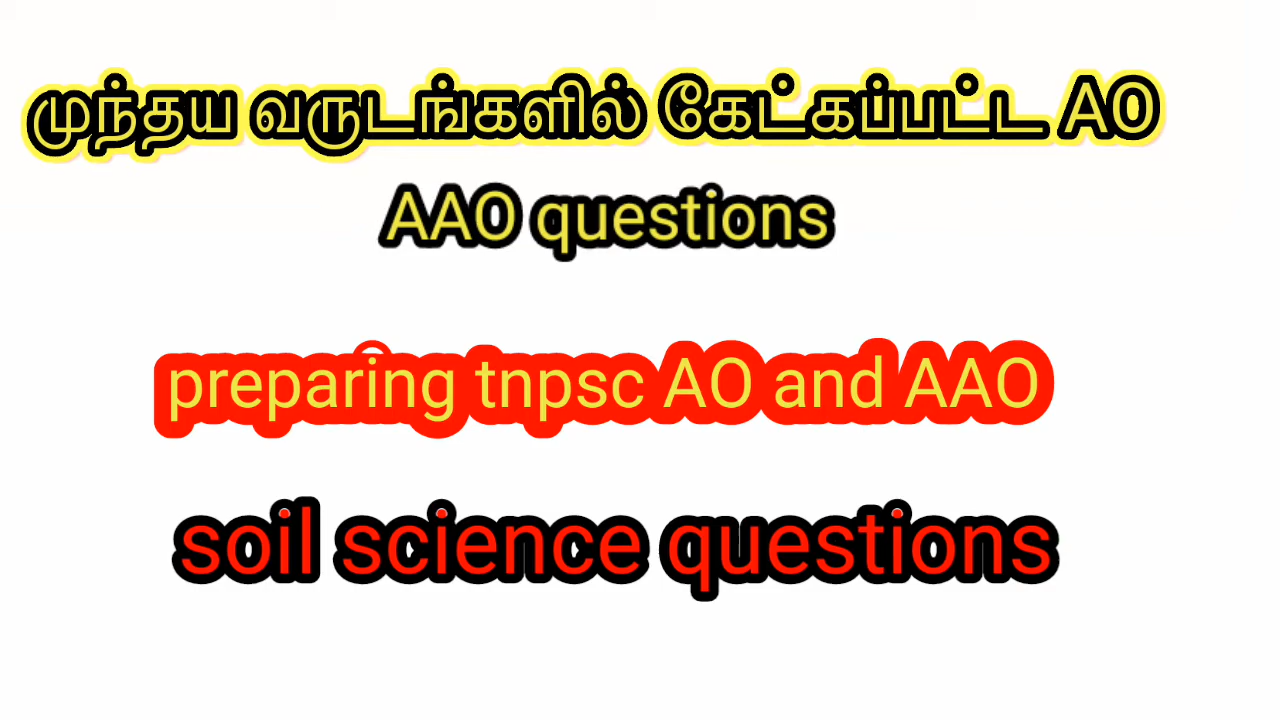 முந்தய வருடங்களில் கேட்கப்பட்ட AO
AAO questions
preparing tnpsc AO and AAO
soil science questions